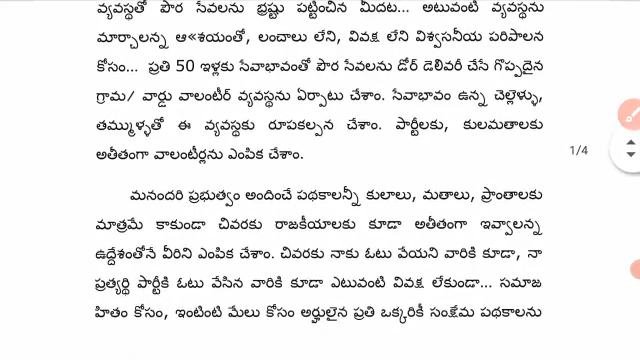 వ్యవస్థతో పౌర సేవలను భ్రష్టు పట్టించిన మీదట... అటువంటి వ్యవస్థను
మార్చాలన్న ఆ«శయంతో, లంచాలు లేని, వివక్ష లేని విశ్వసనీయ పరిపాలన
కోసం... ప్రతి 50 ఇళ్లకు సేవాభావంతో పౌర సేవలను డోర్ డెలివరీ చేసే గొప్పదైన
గ్రామ/ వార్డు వాలంటీర్ వ్యవస్థను ఏర్పాటు చేశాం. సేవాభావం ఉన్న చెల్లెళ్ళు,
తమ్ముళ్ళతో ఈ వ్యవస్థకు రూపకల్పన చేశాం. పార్టీలకు, కులమతాలకు
అతీతంగా వాలంటీర్లను ఎంపిక చేశాం.
1/4
మనందరి ప్రభుత్వం అందించే పథకాలన్నీ కులాలు, మతాలు, ప్రాంతాలకు
మాత్రమే కాకుండా చివరకు రాజకీయాలకు కూడా అతీతంగా ఇవ్వాలన్న
ఉద్దేశంతోనే వీరిని ఎంపిక చేశాం. చివరకు నాకు ఓటు వేయని వారికి కూడా, నా
ప్రత్యర్థి పార్టీకి ఓటు వేసిన వారికి కూడా ఎటువంటి వివక్ష లేకుండా... సమాజ
హితం కోసం, ఇంటింటి మేలు కోసం అర్హులైన ప్రతి ఒక్కరికీ సంక్షేమ పథకాలను